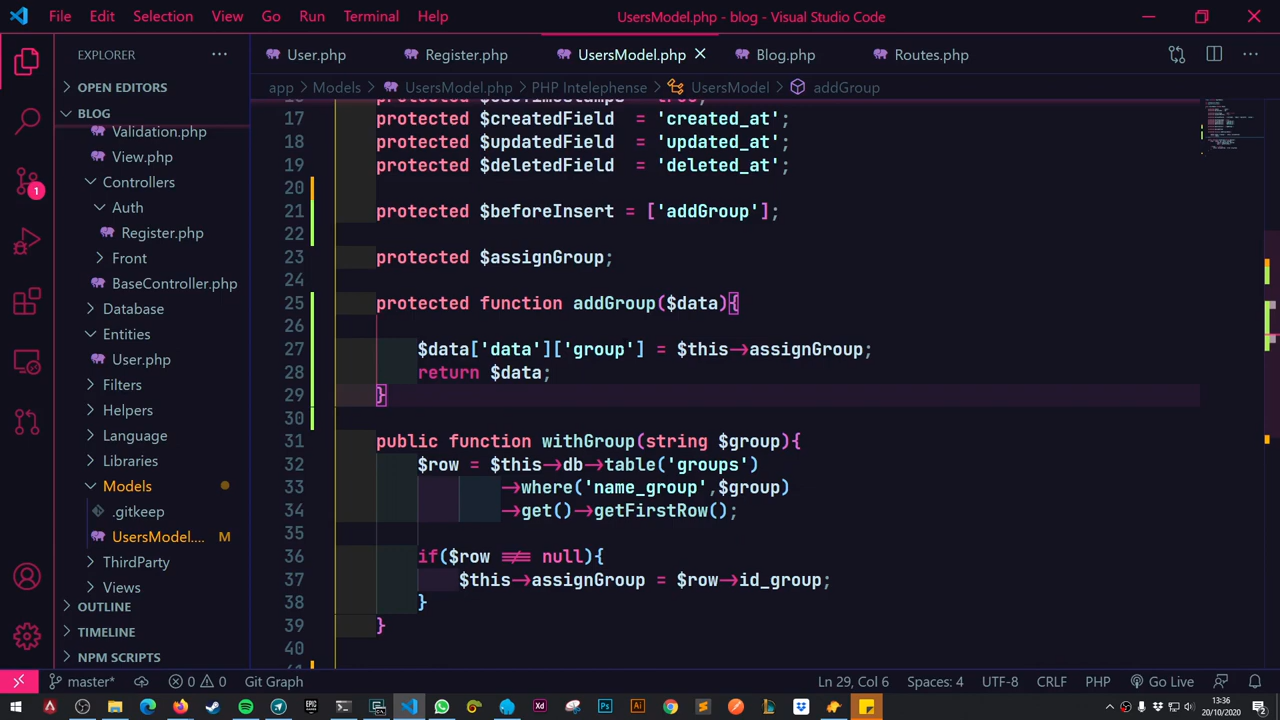 File Edit Selection View Go Run Terminal Help UsersModel.php - blog - Visual Studio Code
EXPLORER
User.php Register.php UsersModel.php Blog.php Routes.php
OPEN EDITORS
app > Models > UsersModel.php > PHP Intelephense > UsersModel > addGroup
BLOG
Validation.php
View.php
Controllers
Auth
Register.php
Front
BaseController.php
Database
Entities
User.php
Filters
Helpers
Language
Libraries
Models
.gitkeep
UsersModel.... M
ThirdParty
Views
OUTLINE
TIMELINE
NPM SCRIPTS
1
17 protected $createdField = 'created_at';
18 protected $updatedField = 'updated_at';
19 protected $deletedField = 'deleted_at';
20
21 protected $beforeInsert = ['addGroup'];
22
23 protected $assignGroup;
24
25 protected function addGroup($data){
26
27 $data['data']['group'] = $this->assignGroup;
28 return $data;
29 }
30
31 public function withGroup(string $group){
32 $row = $this->db->table('groups')
33 ->where('name_group',$group)
34 ->get()->getFirstRow();
35
36 if($row !== null){
37 $this->assignGroup = $row->id_group;
38 }
39 }
40
master* 0 0 Git Graph Ln 29, Col 6 Spaces: 4 UTF-8 CRLF PHP Go Live
13:36
20/10/2020
2